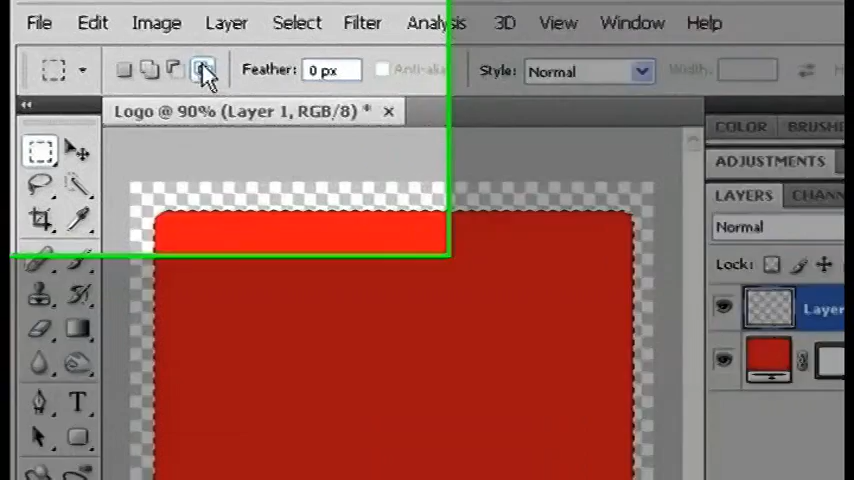 File Edit Image Layer Select Filter Analysis 3D View Window Help
Feather: 0 px Anti-alia Style: Normal Width:
Logo @ 90% (Layer 1, RGB/8) * ×
COLOR BRUSHE
ADJUSTMENTS
LAYERS CHANN
Normal
Lock:
Layer
T